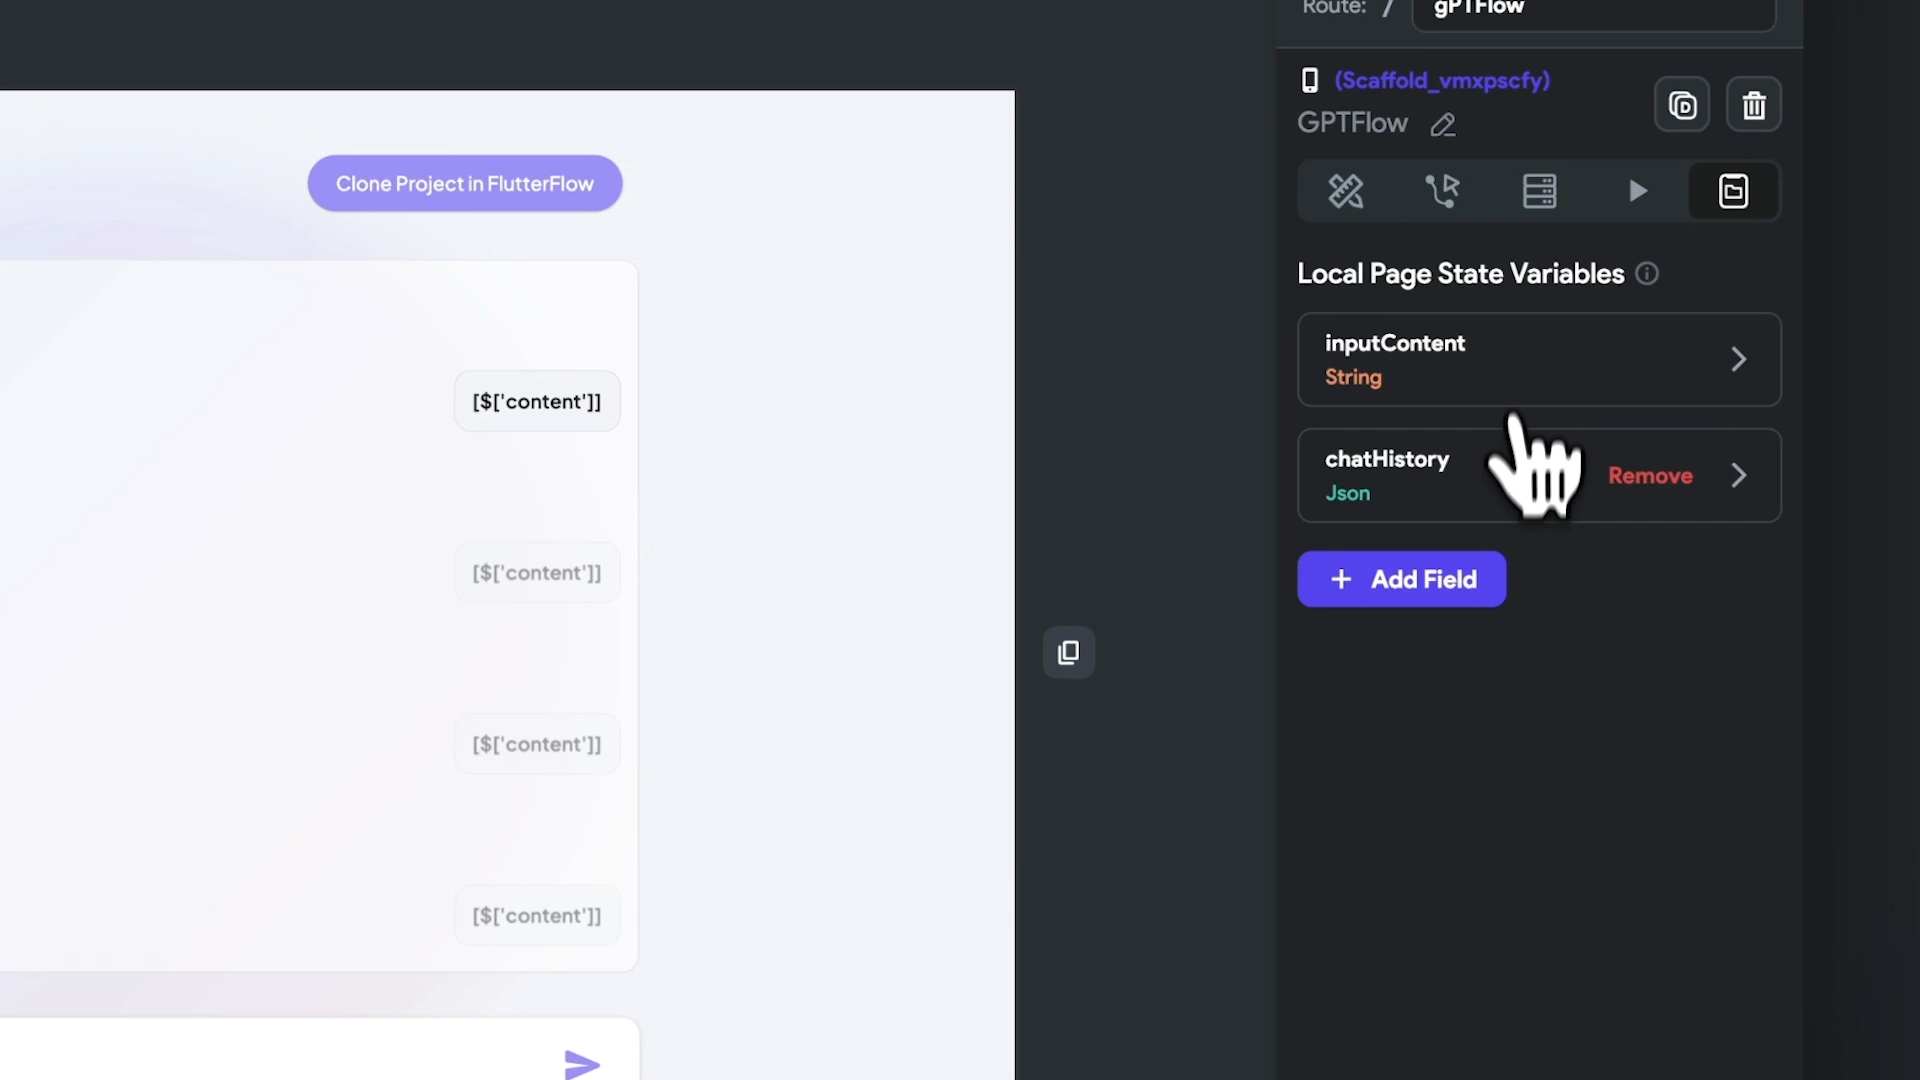 Route: / gPTFlow
(Scaffold_vmxpscfy)
GPTFlow
Clone Project in FlutterFlow
Local Page State Variables
inputContent
String
[$['content']]
chatHistory
Json
Remove
+ Add Field
[$['content']]
[$['content']]
[$['content']]